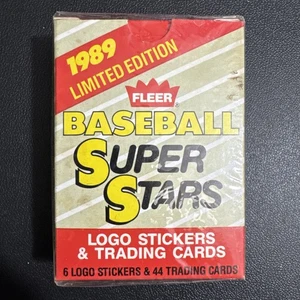 1989
LIMITED EDITION
FLEER
BASEBALL
SUPER
STARS
LOGO STICKERS
& TRADING CARDS
6 LOGO STICKERS & 44 TRADING CARDS